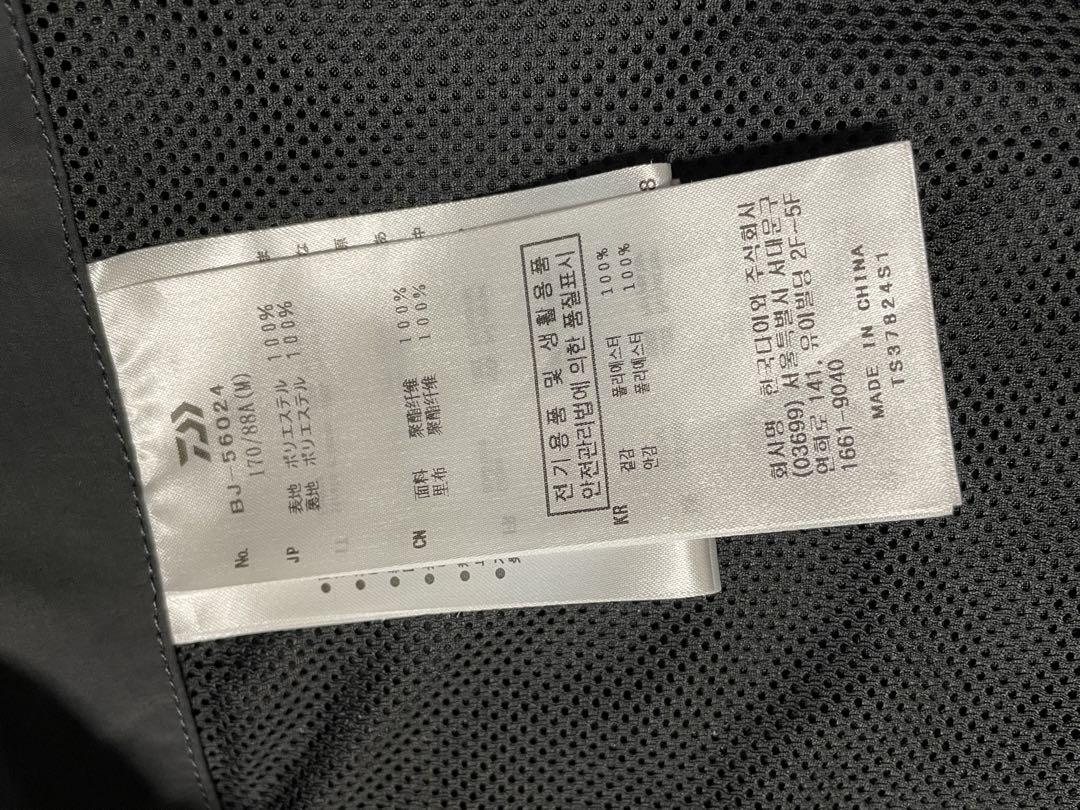 No. BJ-56024
170/88A(M)
JP 表地 ポリエステル 100%
裏地 ポリエステル 100%
CN 面料 聚酯纤维 100%
里布 聚酯纤维 100%
전기용품 및 생활용품
안전관리법에 의한 품질표시
KR 겉감 폴리에스터 100%
안감 폴리에스터 100%
회사명 한국다이와 주식회사
(03699) 서울특별시 서대문구
연희로 141, 유이빌딩 2F-5F
1661-9040
MADE IN CHINA
TS37824S1